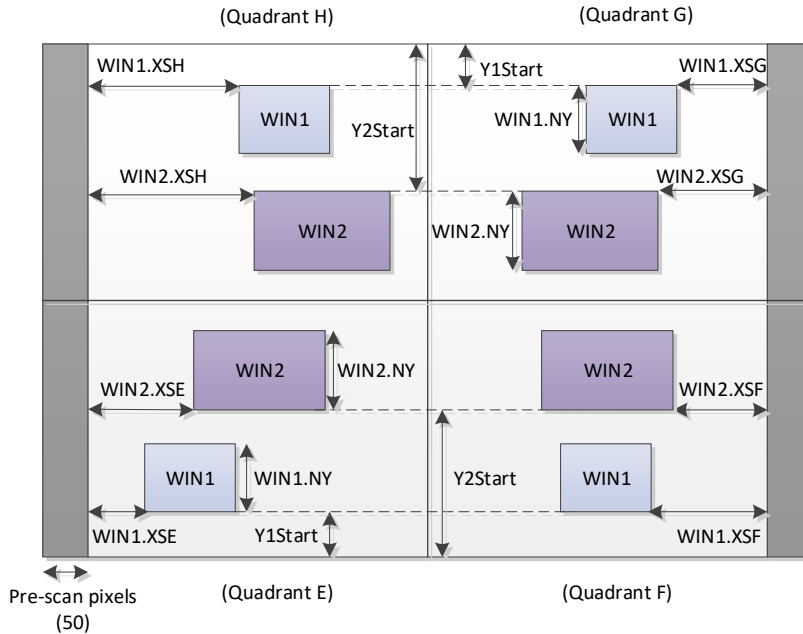 (Quadrant H)
(Quadrant G)
WIN1.XSH
Y1Start
WIN1.XSG
WIN1
WIN1.NY
WIN1
Y2Start
WIN2.XSH
WIN2.XSG
WIN2
WIN2.NY
WIN2
WIN2
WIN2.NY
WIN2
WIN2.XSE
WIN2.XSF
WIN1
WIN1.NY
Y2Start
WIN1
WIN1.XSE
Y1Start
WIN1.XSF
Pre-scan pixels
(50)
(Quadrant E)
(Quadrant F)